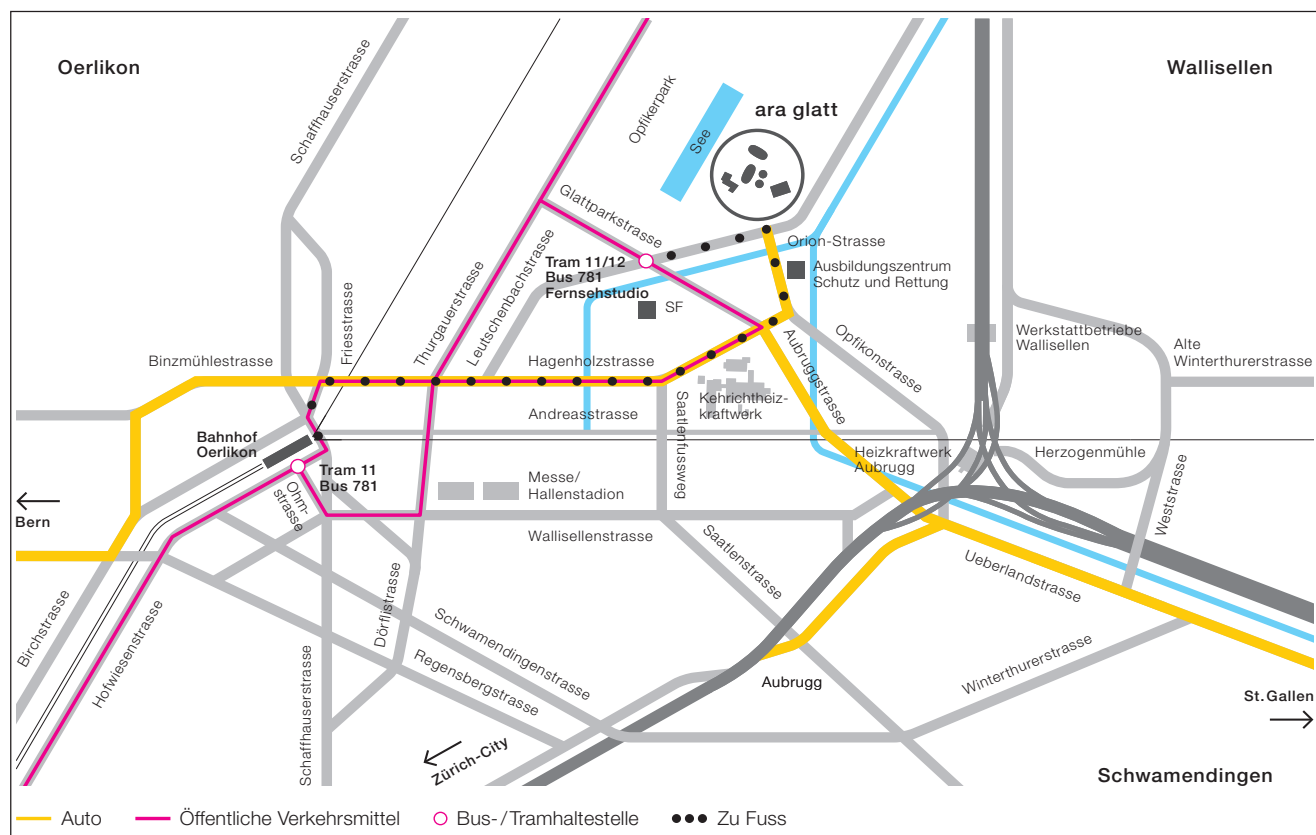 Oerlikon
Wallisellen
Schaffhauserstrasse
Opfikerpark
ara glatt
See
Glattparkstrasse
Orion-Strasse
Tram 11/12
Bus 781
Fernsehstudio
Ausbildungszentrum
Schutz und Rettung
SF
Friesstrasse
Thurgauerstrasse
Leutschenbachstrasse
Binzmühlestrasse
Hagenholzstrasse
Aubruggstrasse
Opfikonstrasse
Werkstattbetriebe
Wallisellen
Alte
Winterthurerstrasse
Andreasstrasse
Saatlenfussweg
Kehrichtheiz-
kraftwerk
Bahnhof
Oerlikon
Tram 11
Bus 781
Ohm-
strasse
Messe/
Hallenstadion
Heizkraftwerk
Aubrugg
Herzogenmühle
Weststrasse
Bern
Wallisellenstrasse
Saatlenstrasse
Ueberlandstrasse
Birchstrasse
Hofwiesenstrasse
Schaffhauserstrasse
Dörflistrasse
Schwamendingenstrasse
Regensbergstrasse
Aubrugg
Winterthurerstrasse
St. Gallen
Zürich-City
Schwamendingen
Auto
Öffentliche Verkehrsmittel
Bus-/Tramhaltestelle
Zu Fuss